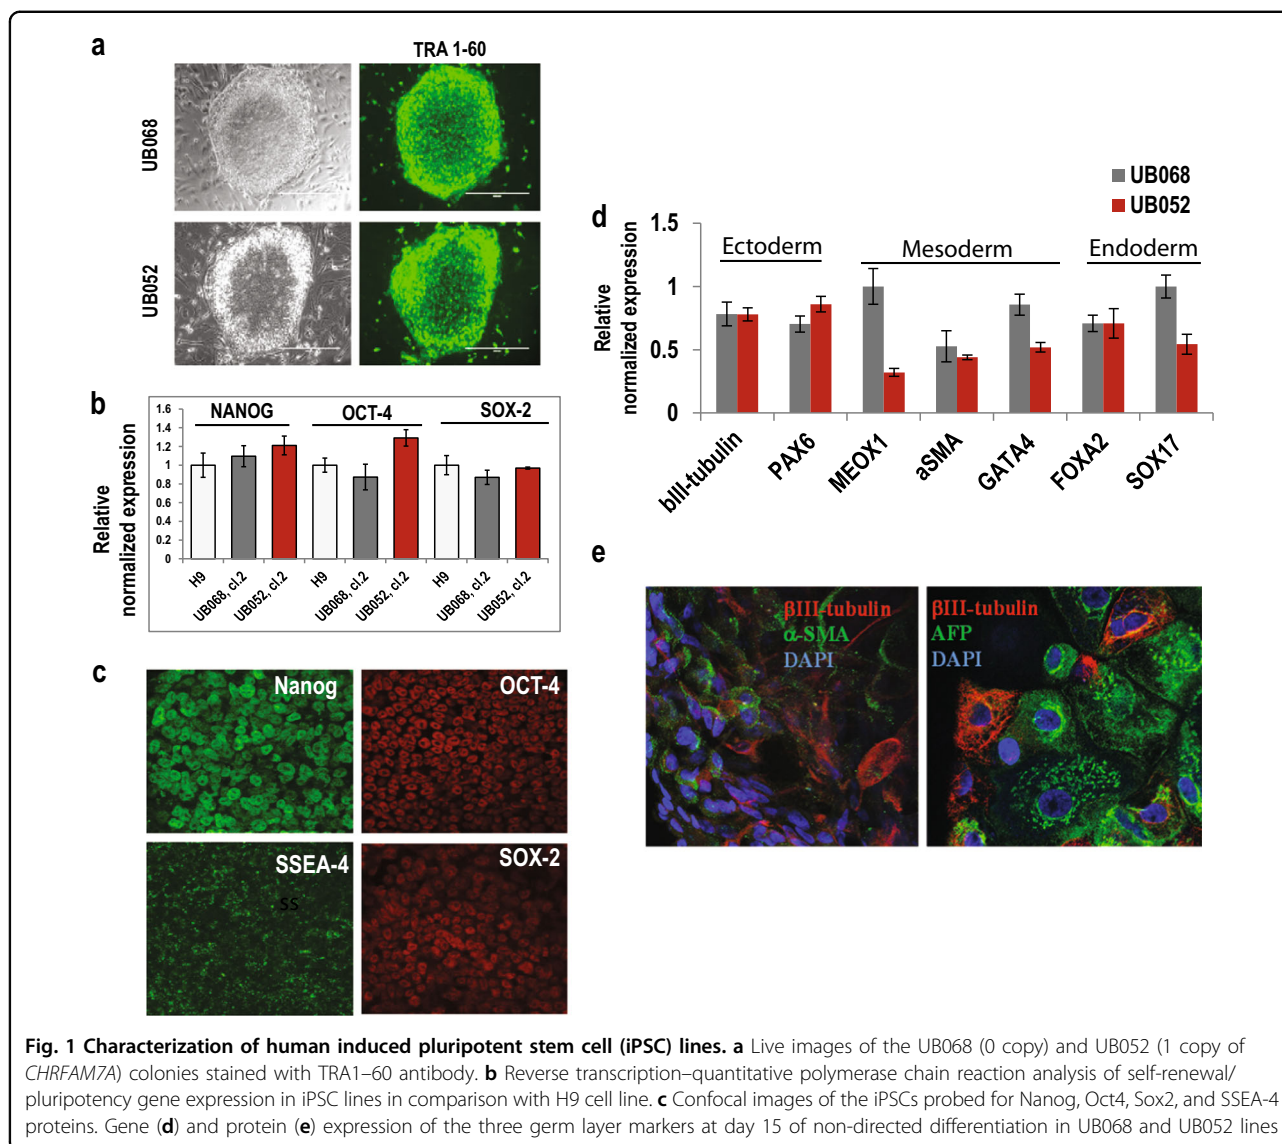 a
TRA 1-60
UB068
UB052
b
NANOG
OCT-4
SOX-2
Relative
normalized expression
1.6
1.4
1.2
1
0.8
0.6
0.4
0.2
0
H9
UB068, cl.2
UB052, cl.2
H9
UB068, cl.2
UB052, cl.2
H9
UB068, cl.2
UB052, cl.2
c
Nanog
OCT-4
SSEA-4
ss
SOX-2
d
UB068
UB052
Relative
normalized expression
1.5
1
0.5
0
Ectoderm
Mesoderm
Endoderm
bIII-tubulin
PAX6
MEOX1
aSMA
GATA4
FOXA2
SOX17
e
βIII-tubulin
α-SMA
DAPI
βIII-tubulin
AFP
DAPI
Fig. 1 Characterization of human induced pluripotent stem cell (iPSC) lines. a Live images of the UB068 (0 copy) and UB052 (1 copy of
CHRFAM7A) colonies stained with TRA1–60 antibody. b Reverse transcription–quantitative polymerase chain reaction analysis of self-renewal/
pluripotency gene expression in iPSC lines in comparison with H9 cell line. c Confocal images of the iPSCs probed for Nanog, Oct4, Sox2, and SSEA-4
proteins. Gene (d) and protein (e) expression of the three germ layer markers at day 15 of non-directed differentiation in UB068 and UB052 lines